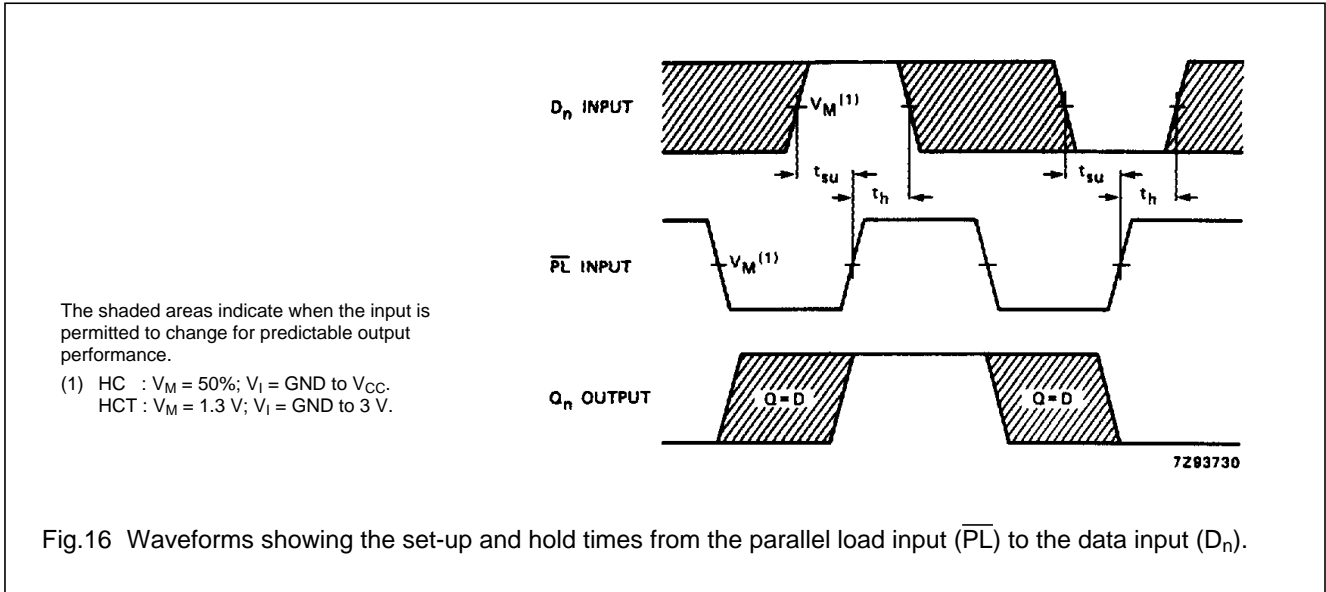 Dn INPUT
VM(1)
tsu
th
tsu
th
PL INPUT
VM(1)
The shaded areas indicate when the input is
permitted to change for predictable output
performance.
(1) HC : VM = 50%; VI = GND to VCC.
HCT : VM = 1.3 V; VI = GND to 3 V.
Qn OUTPUT
Q=D
Q=D
7Z93730
Fig.16 Waveforms showing the set-up and hold times from the parallel load input (PL) to the data input (Dn).